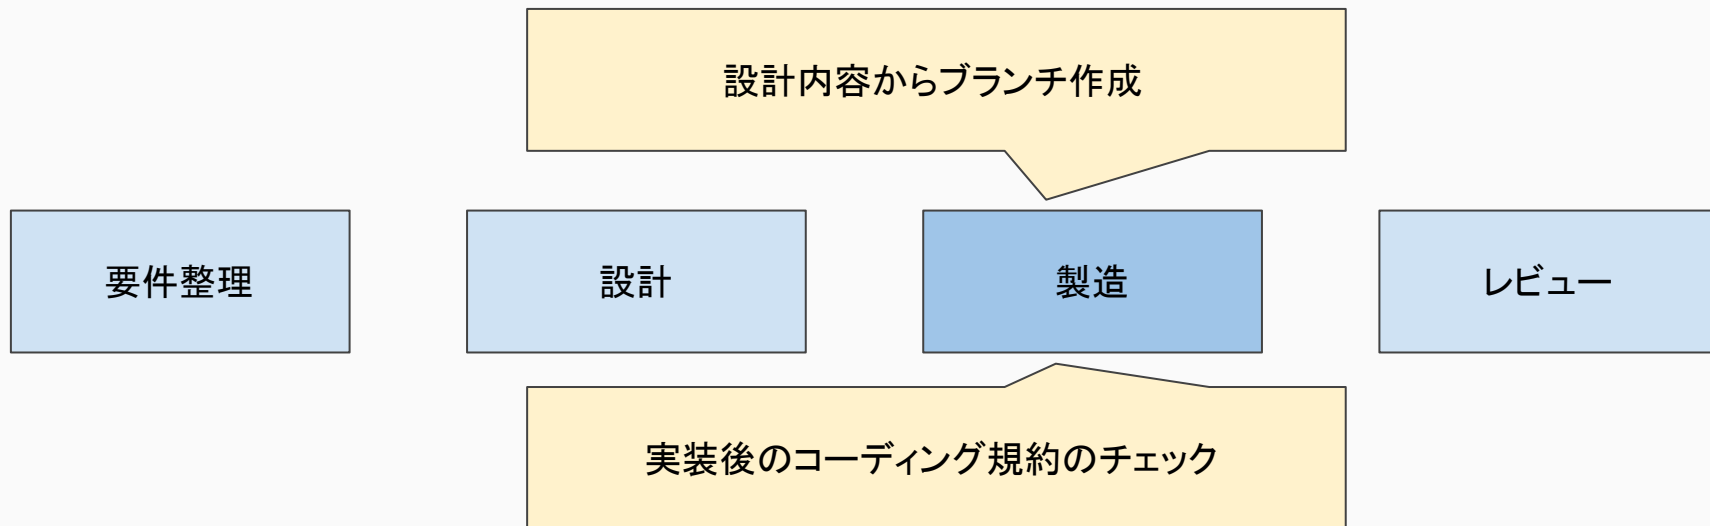 設計内容からブランチ作成
要件整理
設計
製造
レビュー
実装後のコーディング規約のチェック